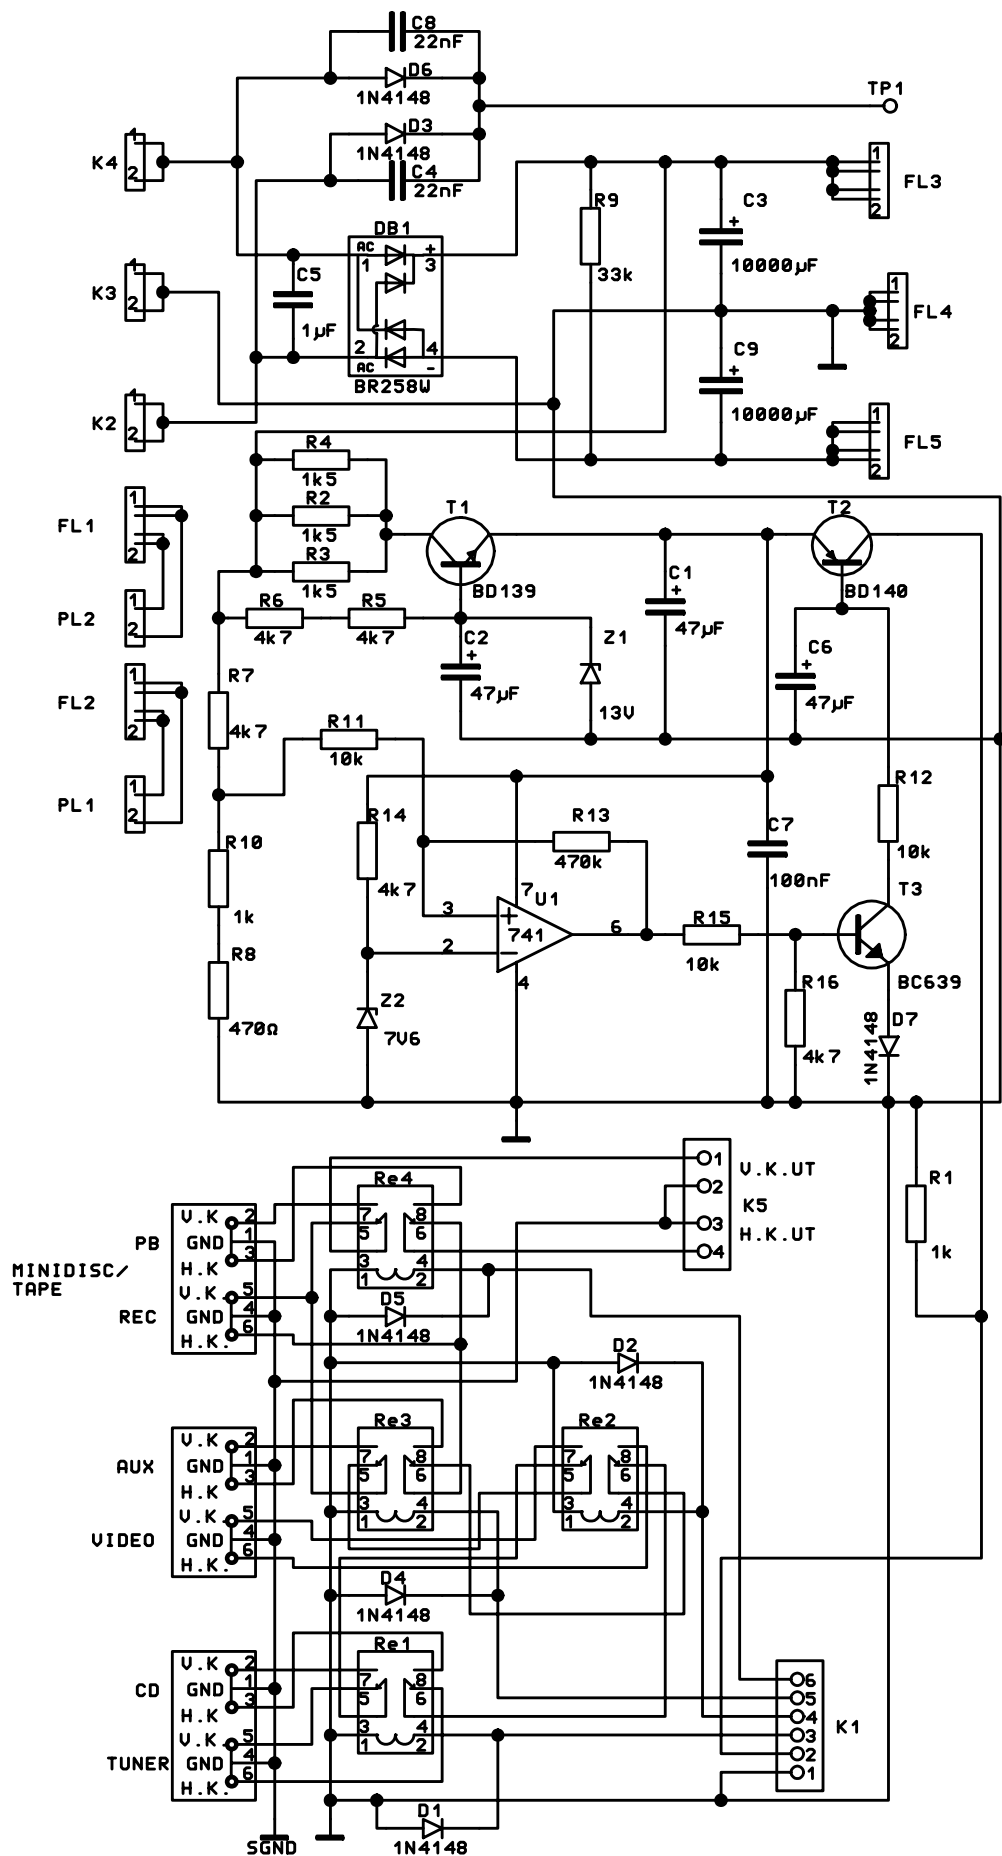 C8
22nF
D6
1N4148
TP1
D3
1N4148
C4
22nF
K4
1
2
DB1
AC
1
+
3
2
AC
4
-
BR258W
C5
1µF
R9
33k
C3
+
10000µF
FL3
1
2
K3
1
2
FL4
1
2
C9
+
10000µF
K2
1
2
FL5
1
2
R4
1k5
R2
1k5
R3
1k5
T1
BD139
T2
BD140
FL1
1
2
PL2
1
2
R6
4k7
R5
4k7
C2
+
47µF
Z1
13V
C1
+
47µF
C6
+
47µF
FL2
1
2
R7
4k7
R11
10k
PL1
1
2
R14
4k7
R13
470k
C7
100nF
R12
10k
R10
1k
3
2
7
U1
+
741
-
4
6
R15
10k
T3
BC639
R8
470Ω
Z2
7V6
R16
4k7
D7
1N4148
R1
1k
MINIDISC/
TAPE
PB
V.K
2
GND
1
3
H.K
REC
V.K
5
GND
4
6
H.K.
Re4
7
8
5
6
3
4
1
2
D5
1N4148
1
V.K.UT
2
K5
3
H.K.UT
4
D2
1N4148
AUX
V.K
2
GND
1
3
H.K
VIDEO
V.K
5
GND
4
6
H.K.
Re3
7
8
5
6
3
4
1
2
Re2
7
8
5
6
3
4
1
2
D4
1N4148
CD
V.K
2
GND
1
3
H.K
TUNER
V.K
5
GND
4
6
H.K.
Re1
7
8
5
6
3
4
1
2
K1
6
5
4
3
2
1
D1
1N4148
SGND